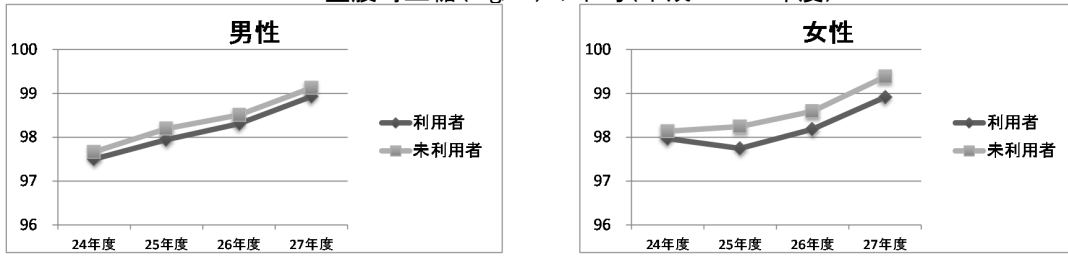 男性
100
99
98
97
96
24年度 25年度 26年度 27年度
利用者
未利用者
女性
100
99
98
97
96
24年度 25年度 26年度 27年度
利用者
未利用者